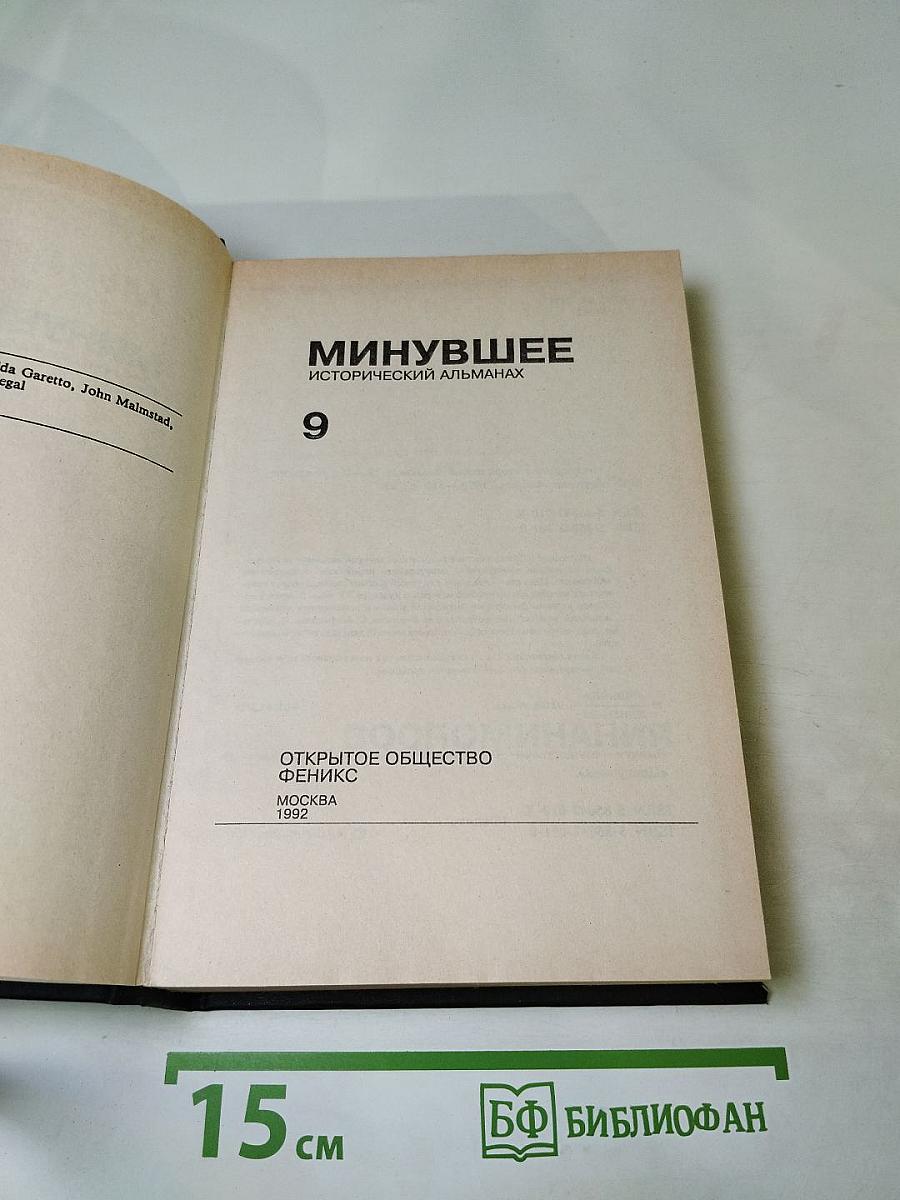 da Garetto, John Malmstad,
egal
МИНУВШЕЕ
ИСТОРИЧЕСКИЙ АЛЬМАНАХ
9
ОТКРЫТОЕ ОБЩЕСТВО
ФЕНИКС
МОСКВА
1992
15 см
БФ БИБЛИОФАН